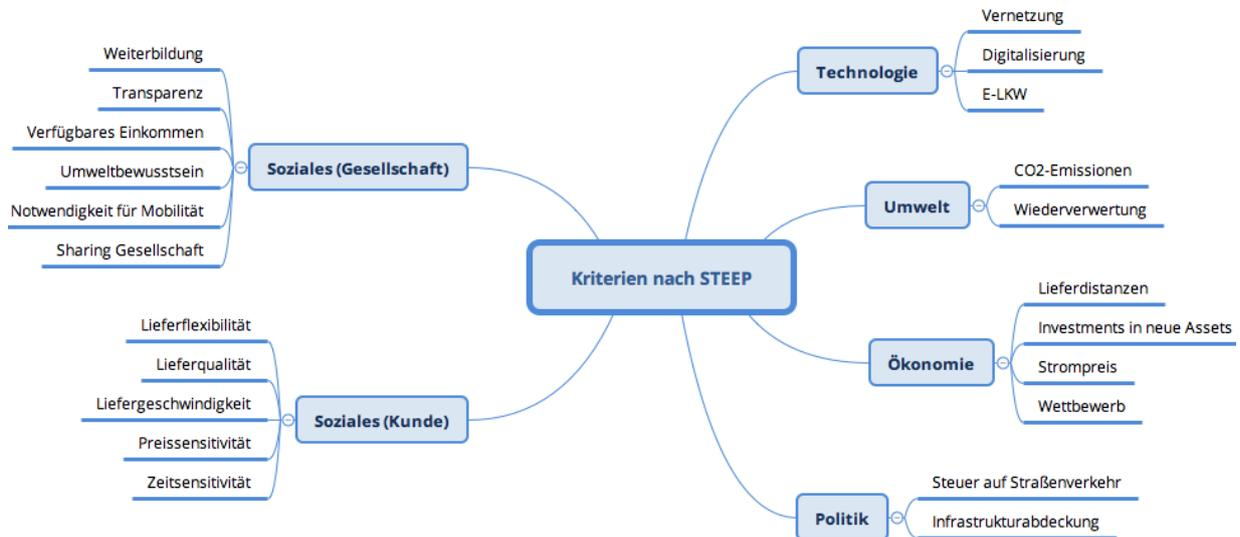 Kriterien nach STEEP
Soziales (Gesellschaft)
Weiterbildung
Transparenz
Verfügbares Einkommen
Umweltbewusstsein
Notwendigkeit für Mobilität
Sharing Gesellschaft
Soziales (Kunde)
Lieferflexibilität
Lieferqualität
Liefergeschwindigkeit
Preissensitivität
Zeitsensitivität
Technologie
Vernetzung
Digitalisierung
E-LKW
Umwelt
CO2-Emissionen
Wiederverwertung
Ökonomie
Lieferdistanzen
Investments in neue Assets
Strompreis
Wettbewerb
Politik
Steuer auf Straßenverkehr
Infrastrukturabdeckung